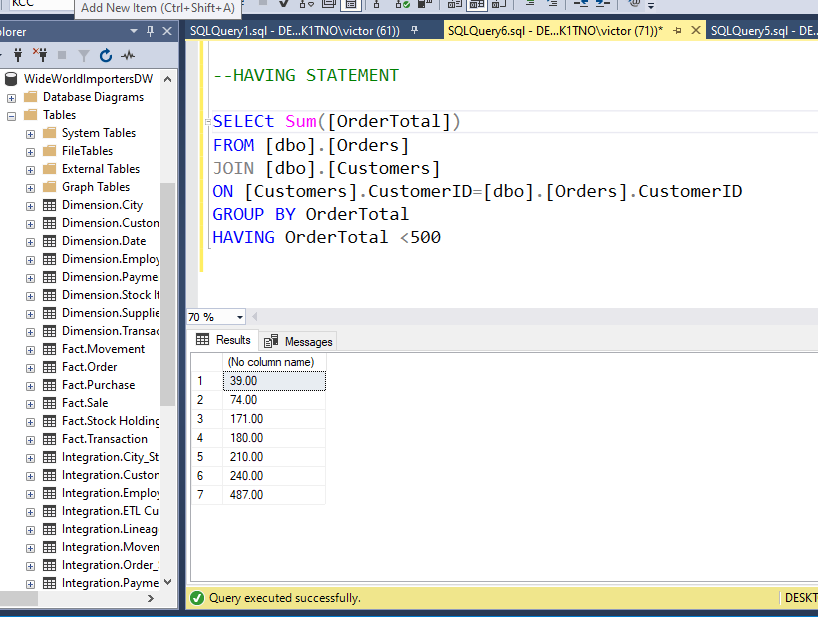 KCC
Add New Item (Ctrl+Shift+A)
plorer
SQLQuery1.sql - DE...K1TNO\victor (61))
SQLQuery6.sql - DE...K1TNO\victor (71))*
SQLQuery5.sql - DE...
WideWorldImportersDW
Database Diagrams
Tables
System Tables
FileTables
External Tables
Graph Tables
Dimension.City
Dimension.Custon
Dimension.Date
Dimension.Employ
Dimension.Payme
Dimension.Stock It
Dimension.Supplie
Dimension.Transac
Fact.Movement
Fact.Order
Fact.Purchase
Fact.Sale
Fact.Stock Holding
Fact.Transaction
Integration.City_St
Integration.Custon
Integration.Employ
Integration.ETL Cu
Integration.Lineag
Integration.Moven
Integration.Order_
Integration.Payme
--HAVING STATEMENT
SELECt Sum([OrderTotal])
FROM [dbo].[Orders]
JOIN [dbo].[Customers]
ON [Customers].CustomerID=[dbo].[Orders].CustomerID
GROUP BY OrderTotal
HAVING OrderTotal <500
70 %
Results
Messages
(No column name)
1 39.00
2 74.00
3 171.00
4 180.00
5 210.00
6 240.00
7 487.00
Query executed successfully.
DESKT